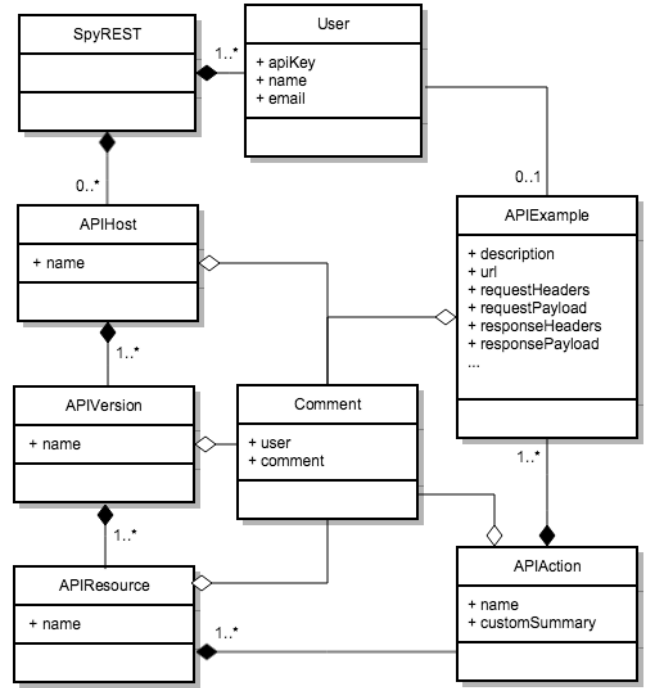 SpyREST
User
1..*
+ apiKey
+ name
+ email
0..*
0..1
APIHost
+ name
APIExample
+ description
+ url
+ requestHeaders
+ requestPayload
+ responseHeaders
+ responsePayload
...
1..*
APIVersion
+ name
Comment
+ user
+ comment
1..*
1..*
APIResource
+ name
APIAction
+ name
+ customSummary
1..*